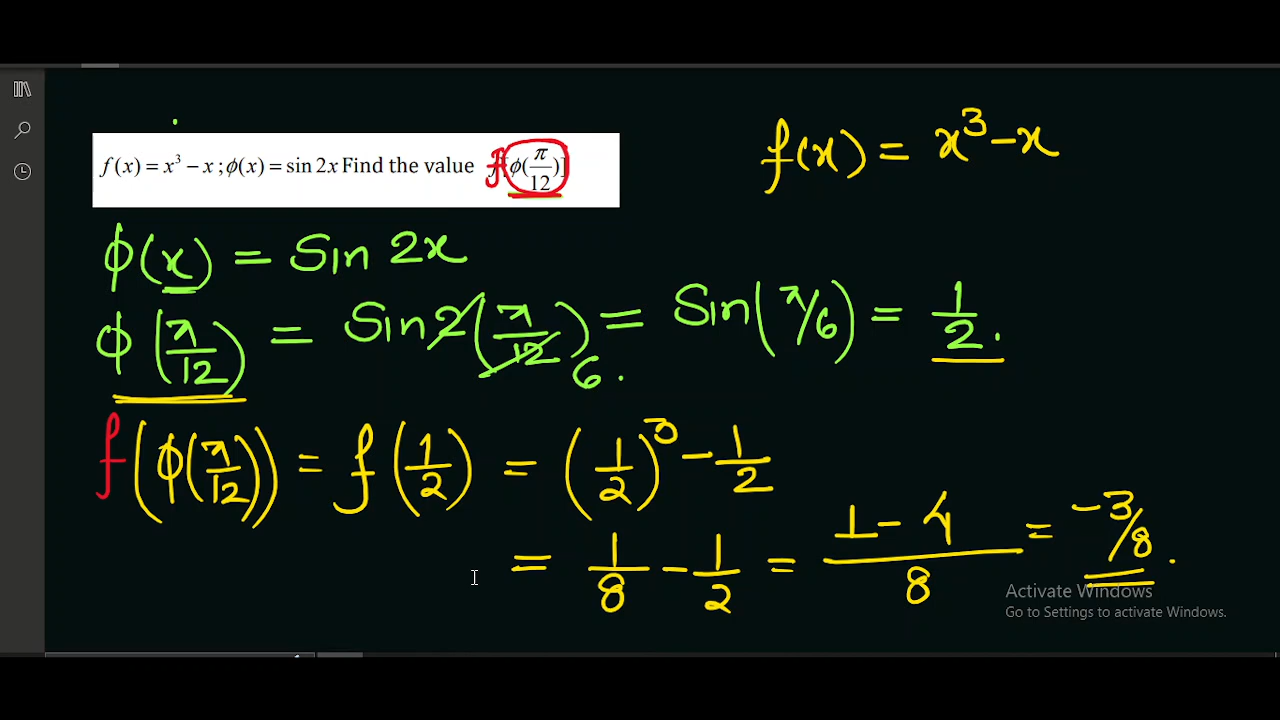 f(x) = x³ − x ; ϕ(x) = sin 2x Find the value f[ϕ(π/12)]
f(x) = x³ − x
ϕ(x) = Sin 2x
ϕ(π/12) = Sin 2(π/12) 6. = Sin(π/6) = 1/2.
f(ϕ(π/12)) = f(1/2) = (1/2)³ − 1/2
= 1/8 − 1/2 = (1 − 4)/8 = −3/8.
Activate Windows
Go to Settings to activate Windows.